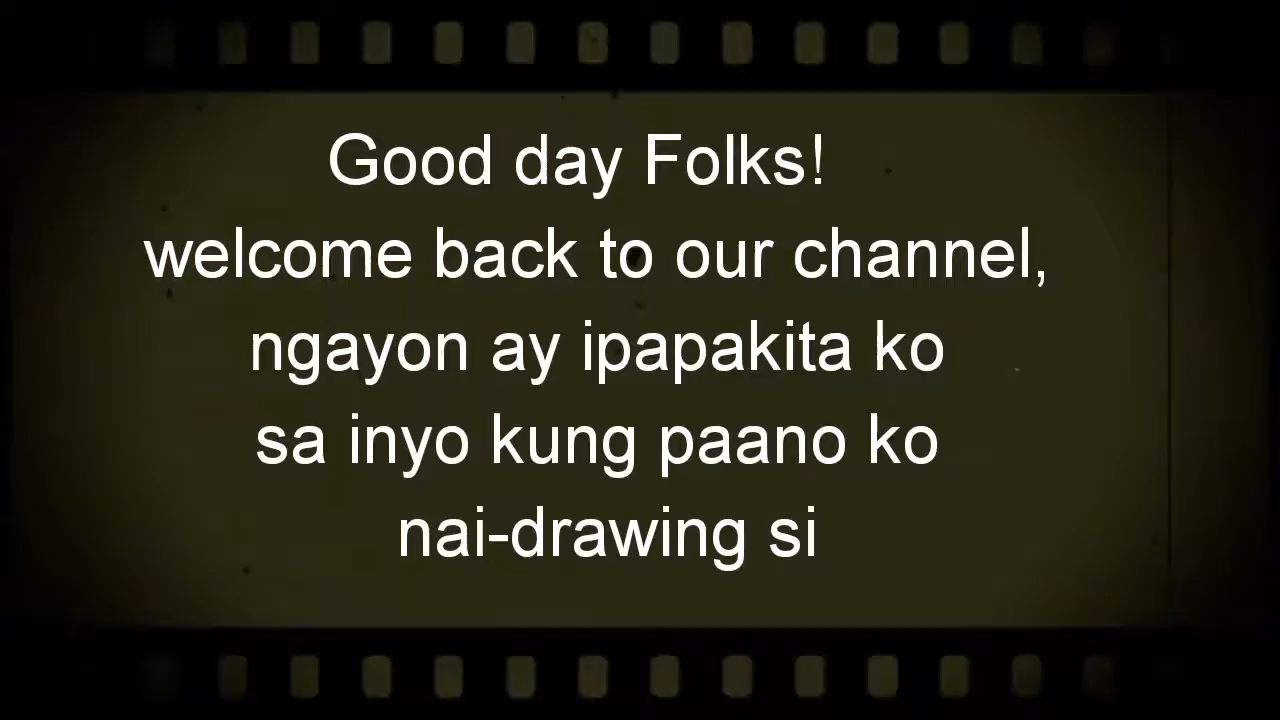 Good day Folks!
welcome back to our channel,
ngayon ay ipapakita ko
sa inyo kung paano ko
nai-drawing si